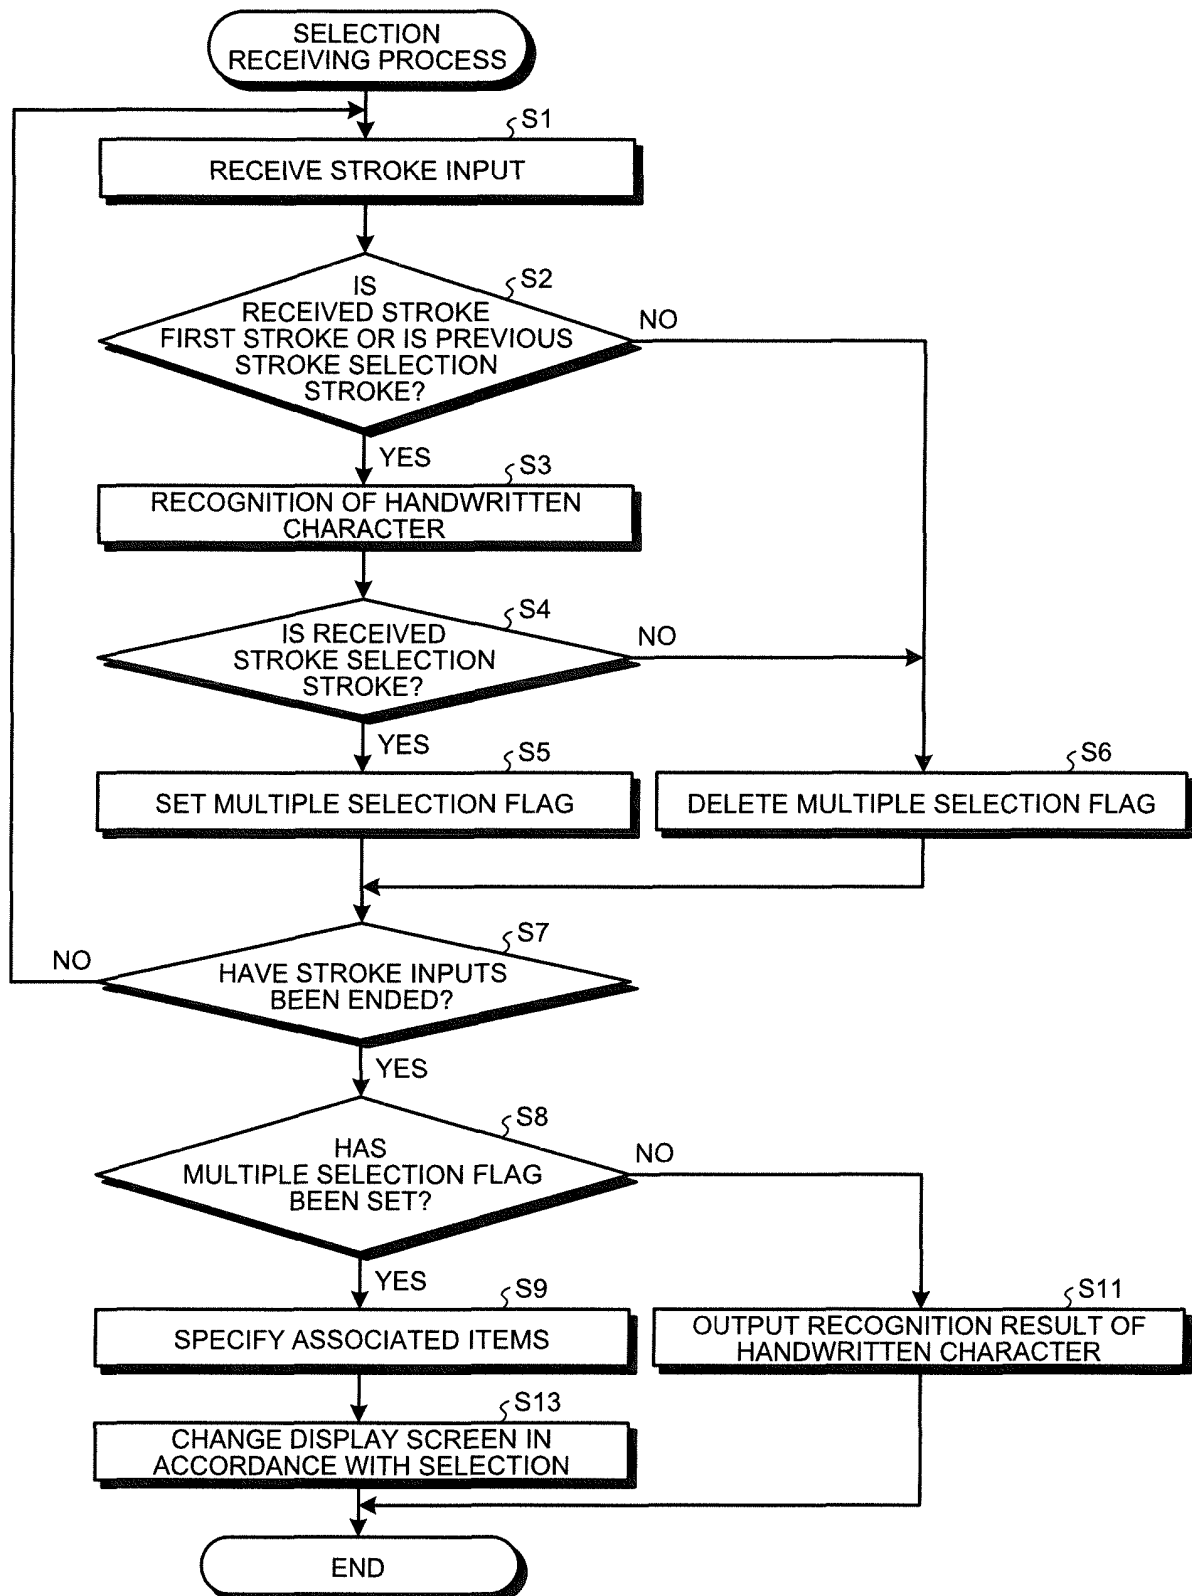 SELECTION
RECEIVING PROCESS
S1
RECEIVE STROKE INPUT
S2
IS
RECEIVED STROKE
FIRST STROKE OR IS PREVIOUS
STROKE SELECTION
STROKE?
NO
YES
S3
RECOGNITION OF HANDWRITTEN
CHARACTER
S4
IS RECEIVED
STROKE SELECTION
STROKE?
NO
YES
S5
SET MULTIPLE SELECTION FLAG
S6
DELETE MULTIPLE SELECTION FLAG
S7
HAVE STROKE INPUTS
BEEN ENDED?
NO
YES
S8
HAS
MULTIPLE SELECTION FLAG
BEEN SET?
NO
YES
S9
SPECIFY ASSOCIATED ITEMS
S11
OUTPUT RECOGNITION RESULT OF
HANDWRITTEN CHARACTER
S13
CHANGE DISPLAY SCREEN IN
ACCORDANCE WITH SELECTION
END